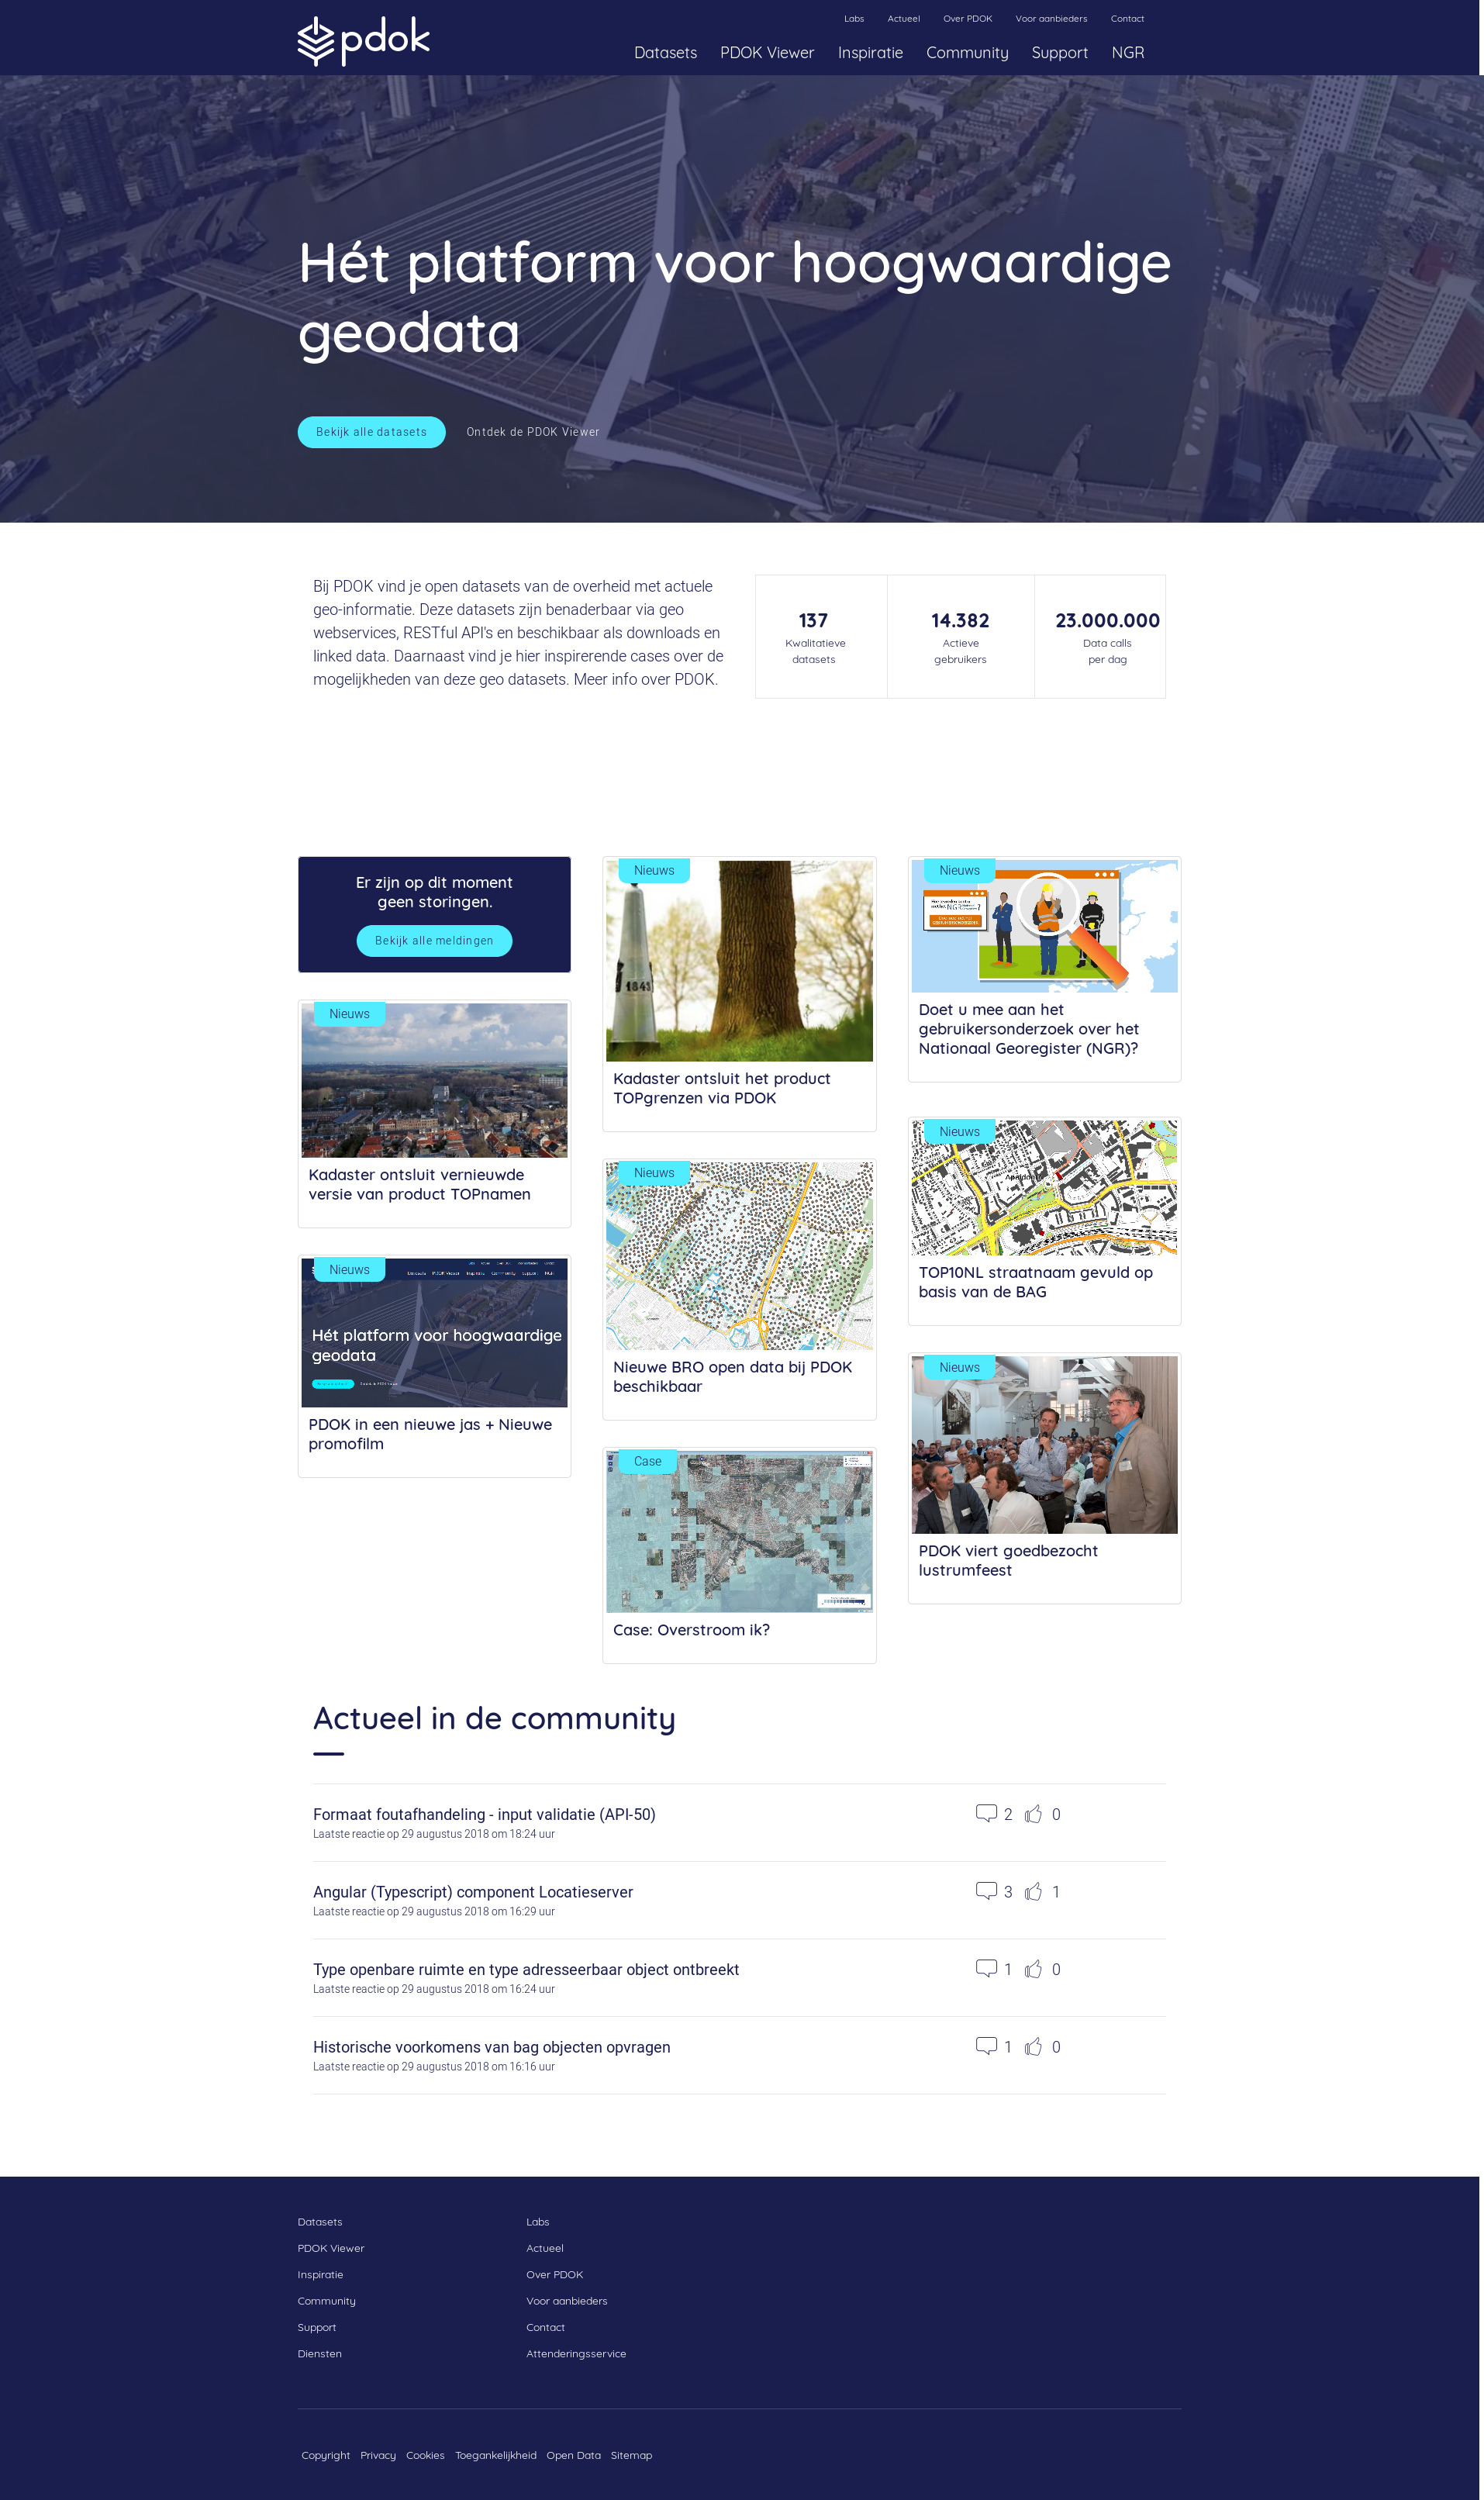 pdok
Labs Actueel Over PDOK Voor aanbieders Contact
Datasets PDOK Viewer Inspiratie Community Support NGR
Hét platform voor hoogwaardige
geodata
Bekijk alle datasets
Ontdek de PDOK Viewer
Bij PDOK vind je open datasets van de overheid met actuele
geo-informatie. Deze datasets zijn benaderbaar via geo
webservices, RESTful API's en beschikbaar als downloads en
linked data. Daarnaast vind je hier inspirerende cases over de
mogelijkheden van deze geo datasets. Meer info over PDOK.
137
Kwalitatieve
datasets
14.382
Actieve
gebruikers
23.000.000
Data calls
per dag
Er zijn op dit moment
geen storingen.
Bekijk alle meldingen
Nieuws
Kadaster ontsluit vernieuwde
versie van product TOPnamen
Nieuws
Hét platform voor hoogwaardige
geodata
PDOK in een nieuwe jas + Nieuwe
promofilm
Nieuws
1843
Kadaster ontsluit het product
TOPgrenzen via PDOK
Nieuws
Nieuwe BRO open data bij PDOK
beschikbaar
Case
Case: Overstroom ik?
Nieuws
Doet u mee aan het
gebruikersonderzoek over het
Nationaal Georegister (NGR)?
Nieuws
TOP10NL straatnaam gevuld op
basis van de BAG
Nieuws
PDOK viert goedbezocht
lustrumfeest
Actueel in de community
Formaat foutafhandeling - input validatie (API-50)
2 0
Laatste reactie op 29 augustus 2018 om 18:24 uur
Angular (Typescript) component Locatieserver
3 1
Laatste reactie op 29 augustus 2018 om 16:29 uur
Type openbare ruimte en type adresseerbaar object ontbreekt
1 0
Laatste reactie op 29 augustus 2018 om 16:24 uur
Historische voorkomens van bag objecten opvragen
1 0
Laatste reactie op 29 augustus 2018 om 16:16 uur
Datasets
PDOK Viewer
Inspiratie
Community
Support
Diensten
Labs
Actueel
Over PDOK
Voor aanbieders
Contact
Attenderingsservice
Copyright Privacy Cookies Toegankelijkheid Open Data Sitemap